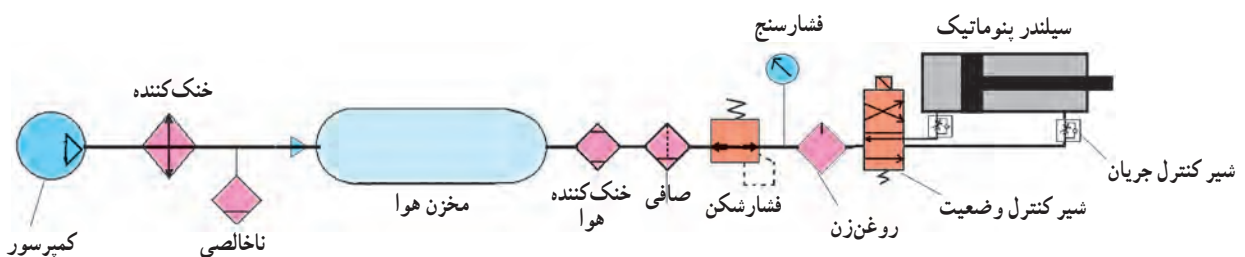 سیلندر پنوماتیک
فشارسنج
خنک‌کننده
شیر کنترل جریان
شیر کنترل وضعیت
روغن‌زن
فشارشکن
صافی
خنک‌کننده
هوا
مخزن هوا
ناخالصی
کمپرسور